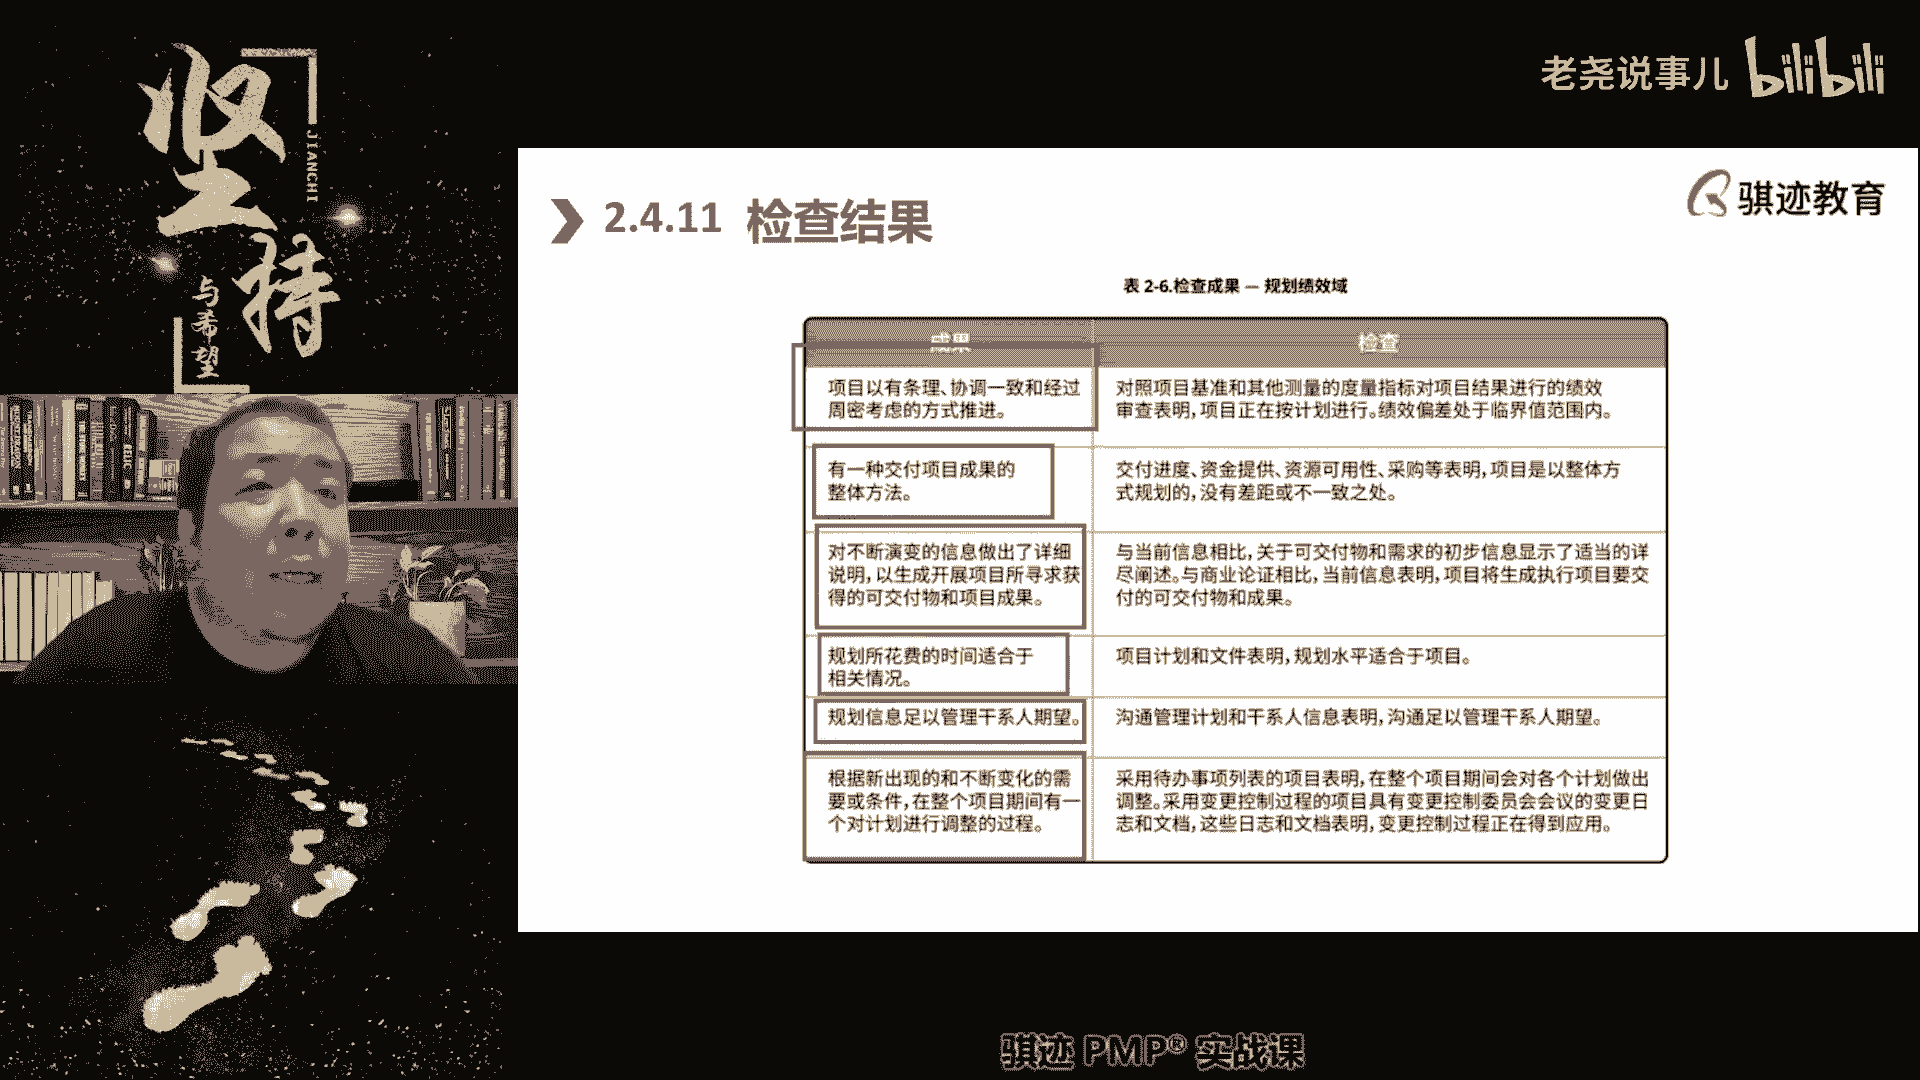 坚持
JIANCHI
与希望
老尧说事儿 bilibili
骐迹教育
2.4.11 检查结果
表 2-6.检查成果 — 规划绩效域
成果
检查
项目以有条理、协调一致和经过
周密考虑的方式推进。
对照项目基准和其他测量的度量指标对项目结果进行的绩效
审查表明，项目正在按计划进行。绩效偏差处于临界值范围内。
有一种交付项目成果的
整体方法。
交付进度、资金提供、资源可用性、采购等表明，项目是以整体方
式规划的，没有差距或不一致之处。
对不断演变的信息做出了详细
说明，以生成开展项目所寻求获
得的可交付物和项目成果。
与当前信息相比，关于可交付物和需求的初步信息显示了适当的详
尽阐述。与商业论证相比，当前信息表明，项目将生成执行项目要交
付的可交付物和成果。
规划所花费的时间适合于
相关情况。
项目计划和文件表明，规划水平适合于项目。
规划信息足以管理干系人期望。
沟通管理计划和干系人信息表明，沟通足以管理干系人期望。
根据新出现的和不断变化的需
要或条件，在整个项目期间有一
个对计划进行调整的过程。
采用待办事项列表的项目表明，在整个项目期间会对各个计划做出
调整。采用变更控制过程的项目具有变更控制委员会会议的变更日
志和文档，这些日志和文档表明，变更控制过程正在得到应用。
骐迹 PMP® 实战课